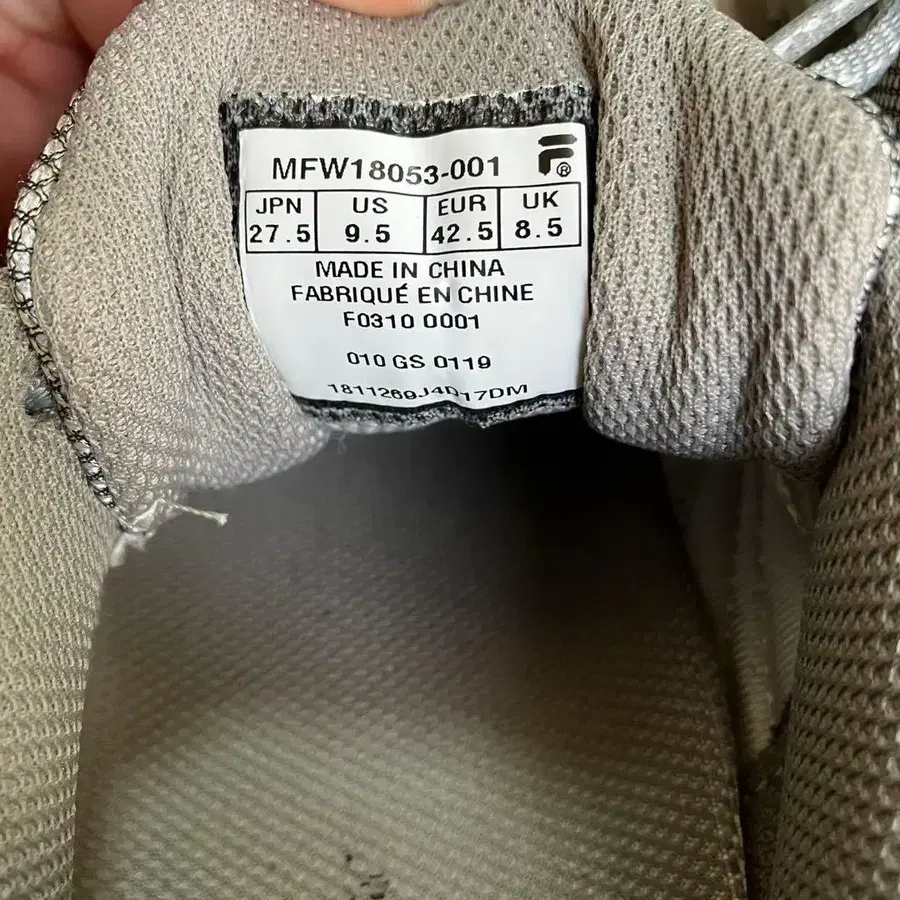 MFW18053-001
JPN US EUR UK
27.5 9.5 42.5 8.5
MADE IN CHINA
FABRIQUÉ EN CHINE
F0310 0001
010 GS 0119
1811269J4D17DM